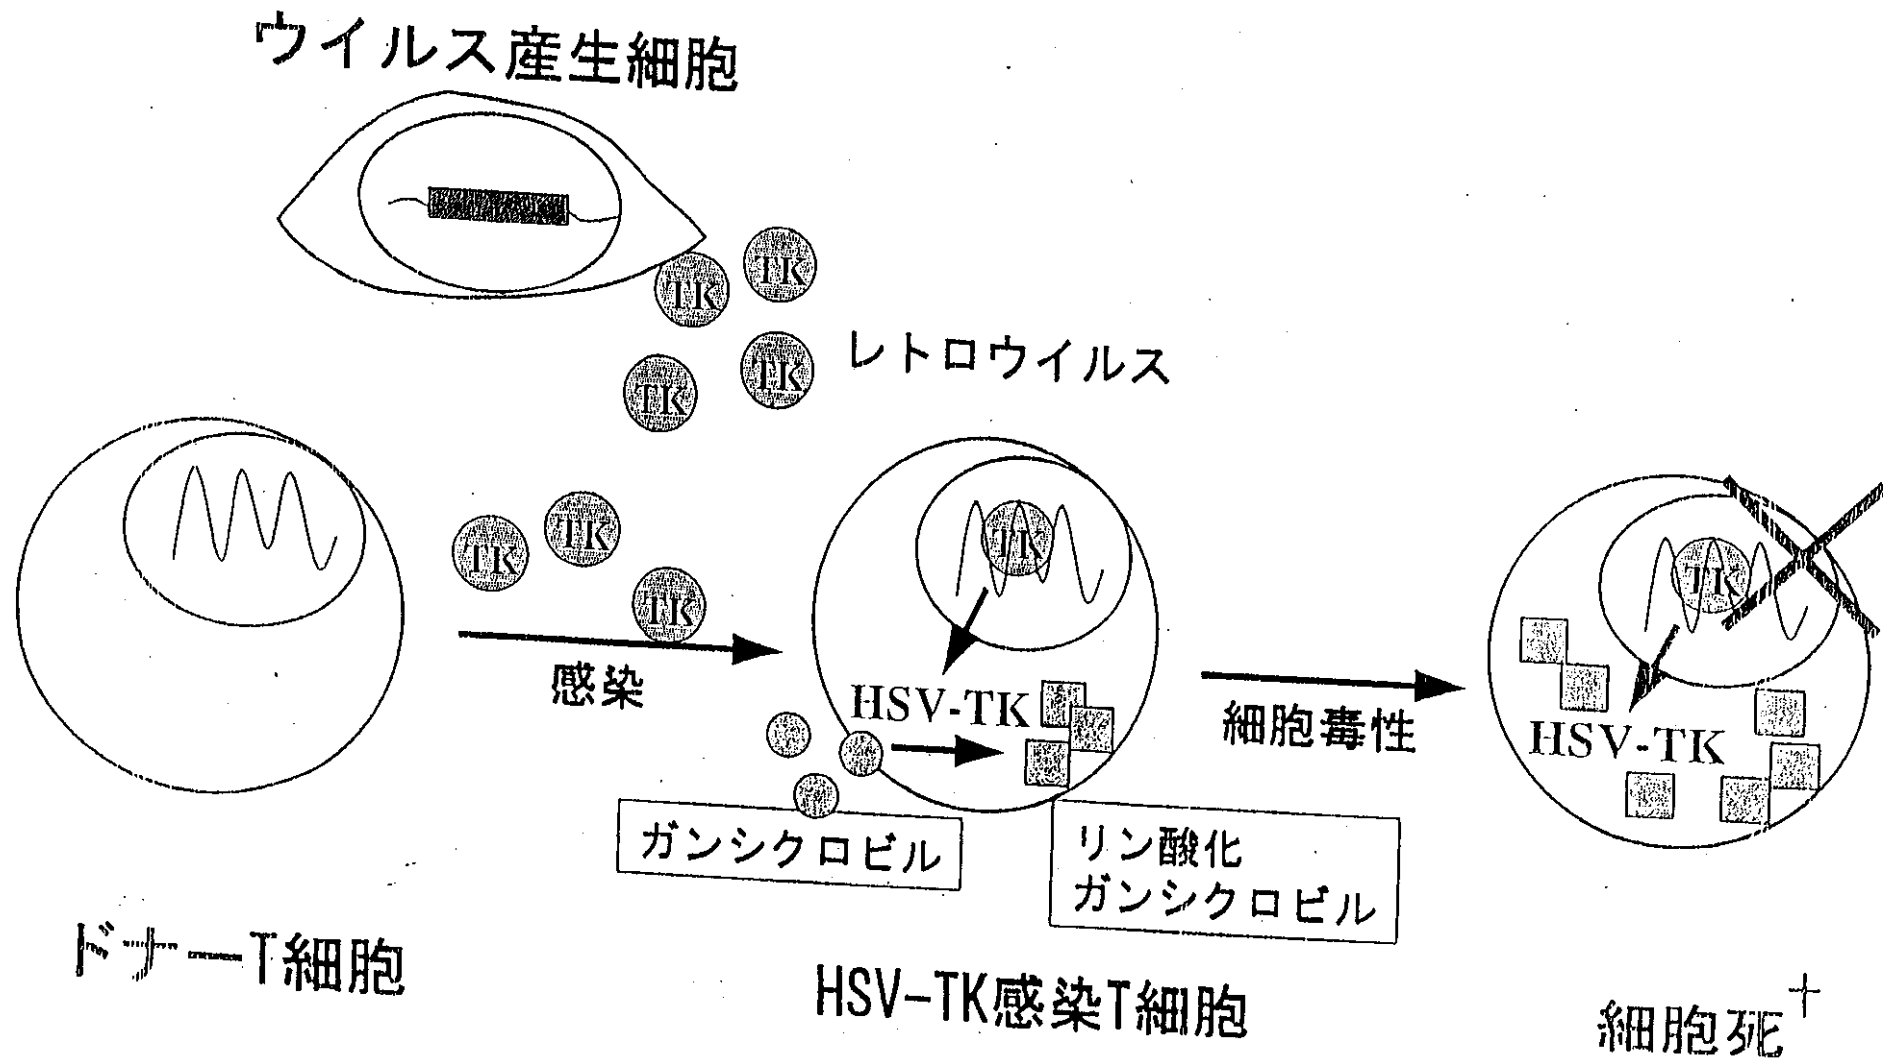 ウイルス産生細胞
TK
TK
TK
TK
レトロウイルス
TK
TK
TK
TK
TK
感染
HSV-TK
細胞毒性
HSV-TK
ガンシクロビル
リン酸化
ガンシクロビル
ドナーT細胞
HSV-TK感染T細胞
細胞死